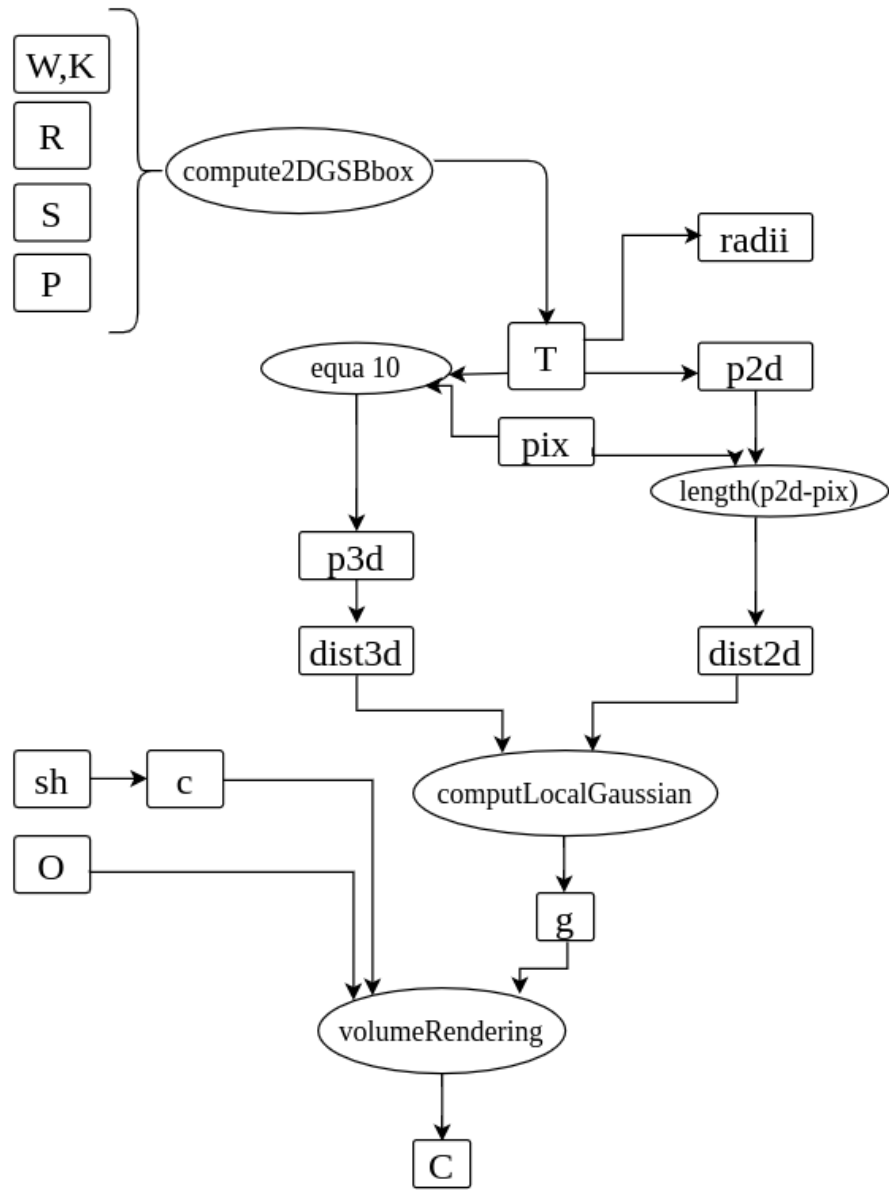 W,K
R
S
P
compute2DGSBbox
radii
T
equa 10
p2d
pix
length(p2d-pix)
p3d
dist3d
dist2d
sh
c
computLocalGaussian
O
g
volumeRendering
C